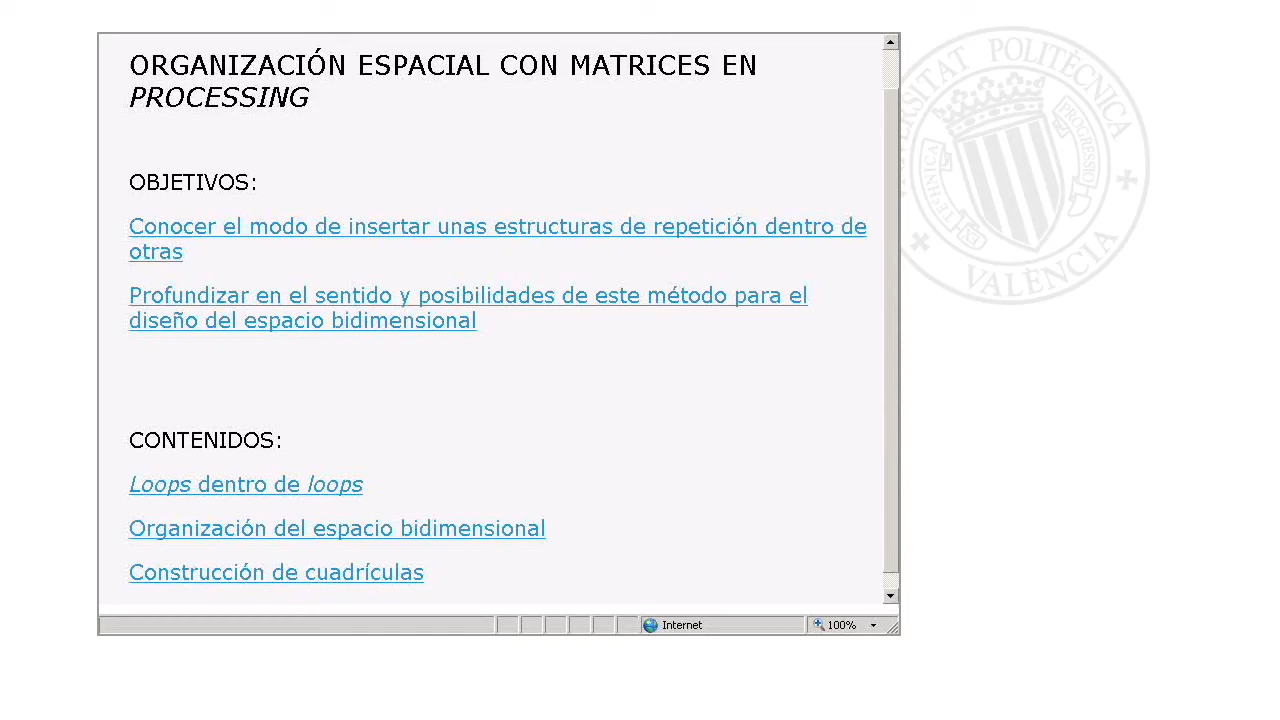 ORGANIZACIÓN ESPACIAL CON MATRICES EN
PROCESSING
OBJETIVOS:
Conocer el modo de insertar unas estructuras de repetición dentro de
otras
Profundizar en el sentido y posibilidades de este método para el
diseño del espacio bidimensional
CONTENIDOS:
Loops dentro de loops
Organización del espacio bidimensional
Construcción de cuadrículas
Internet
100%
POLITÈCNICA
VALÈNCIA